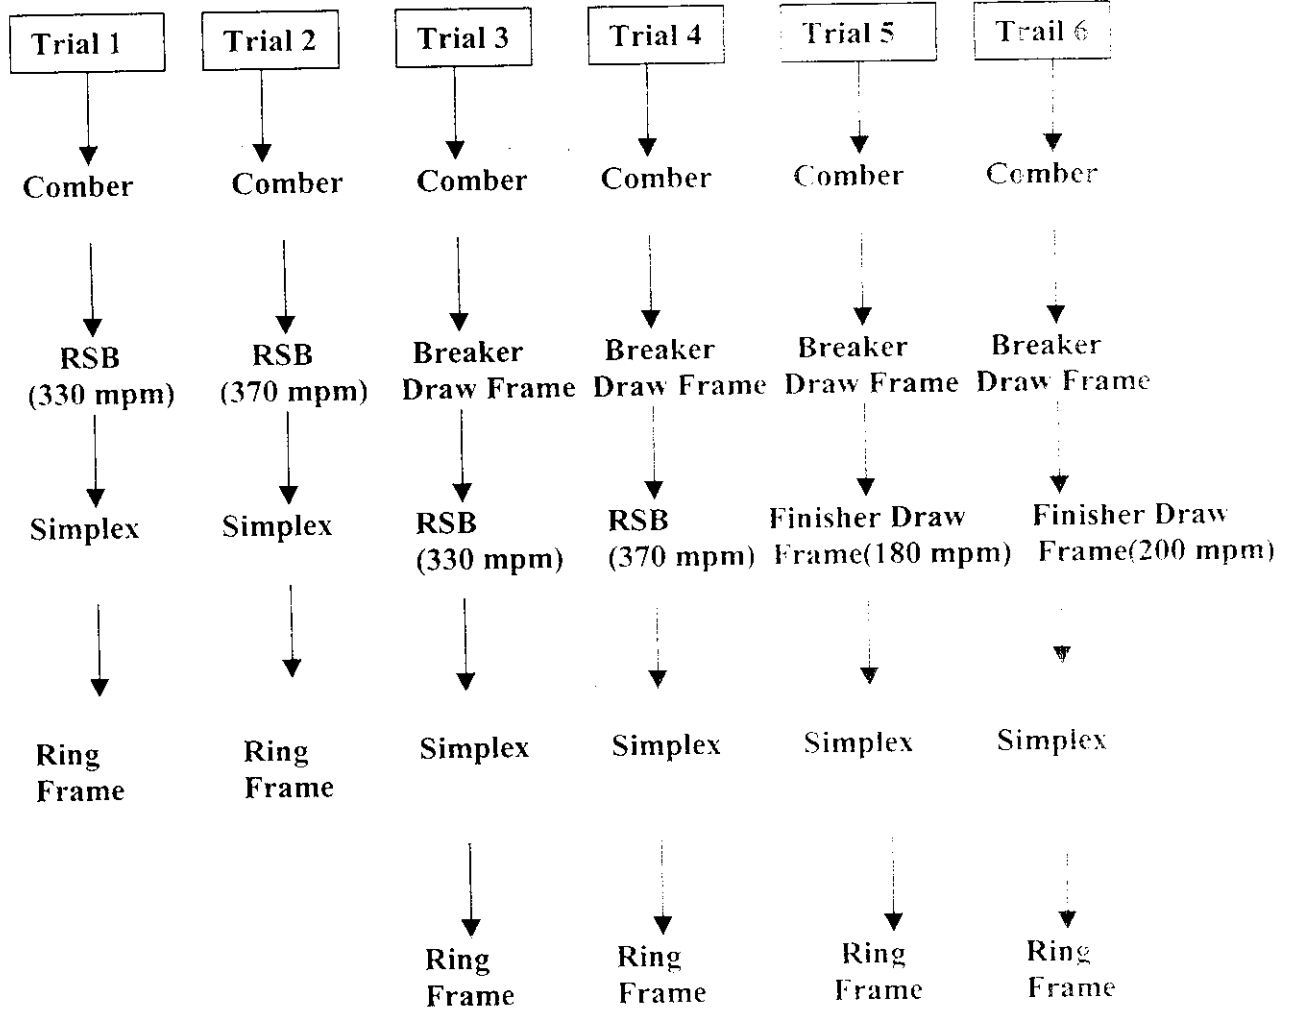 Trial 1
Trial 2
Trial 3
Trial 4
Trial 5
Trail 6
Comber
Comber
Comber
Comber
Comber
Comber
RSB
(330 mpm)
RSB
(370 mpm)
Breaker
Draw Frame
Breaker
Draw Frame
Breaker
Draw Frame
Breaker
Draw Frame
Simplex
Simplex
RSB
(330 mpm)
RSB
(370 mpm)
Finisher Draw
Frame(180 mpm)
Finisher Draw
Frame(200 mpm)
Ring
Frame
Ring
Frame
Simplex
Simplex
Simplex
Simplex
Ring
Frame
Ring
Frame
Ring
Frame
Ring
Frame